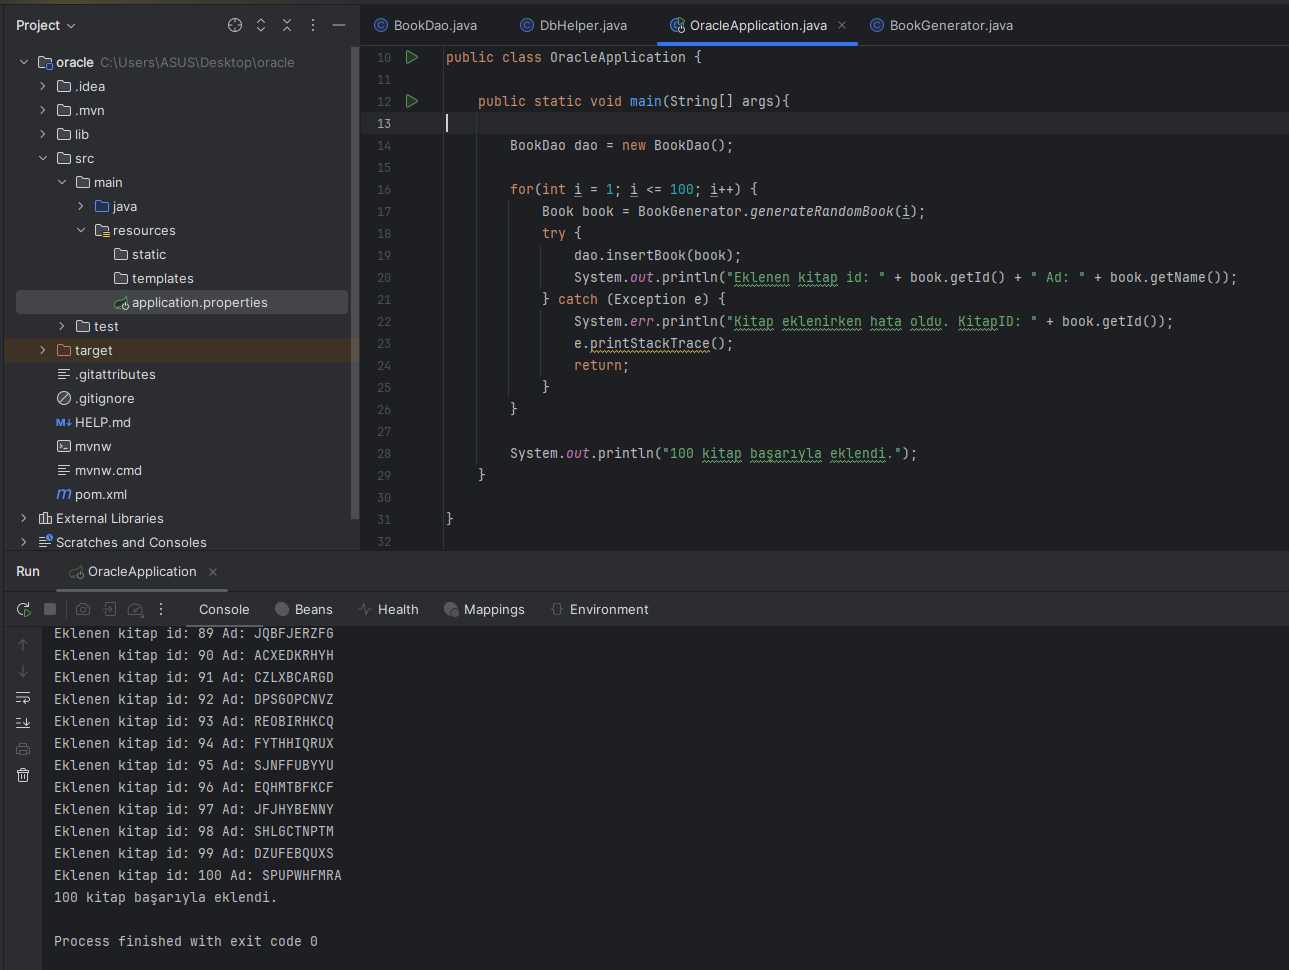 Project
oracle C:\Users\ASUS\Desktop\oracle
.idea
.mvn
lib
src
main
java
resources
static
templates
application.properties
test
target
.gitattributes
.gitignore
M↓ HELP.md
mvnw
mvnw.cmd
m pom.xml
External Libraries
Scratches and Consoles
BookDao.java DbHelper.java OracleApplication.java BookGenerator.java
10 public class OracleApplication {
11
12 public static void main(String[] args){
13
14 BookDao dao = new BookDao();
15
16 for(int i = 1; i <= 100; i++) {
17 Book book = BookGenerator.generateRandomBook(i);
18 try {
19 dao.insertBook(book);
20 System.out.println("Eklenen kitap id: " + book.getId() + " Ad: " + book.getName());
21 } catch (Exception e) {
22 System.err.println("Kitap eklenirken hata oldu. KitapID: " + book.getId());
23 e.printStackTrace();
24 return;
25 }
26 }
27
28 System.out.println("100 kitap başarıyla eklendi.");
29 }
30
31 }
32
Run OracleApplication
Console Beans Health Mappings Environment
Eklenen kitap id: 89 Ad: JQBFJERZFG
Eklenen kitap id: 90 Ad: ACXEDKRHYH
Eklenen kitap id: 91 Ad: CZLXBCARGD
Eklenen kitap id: 92 Ad: DPSGOPCNVZ
Eklenen kitap id: 93 Ad: REOBIRHKCQ
Eklenen kitap id: 94 Ad: FYTHHIQRUX
Eklenen kitap id: 95 Ad: SJNFFUBYYU
Eklenen kitap id: 96 Ad: EQHMTBFKCF
Eklenen kitap id: 97 Ad: JFJHYBENNY
Eklenen kitap id: 98 Ad: SHLGCTNPTM
Eklenen kitap id: 99 Ad: DZUFEBQUXS
Eklenen kitap id: 100 Ad: SPUPWHFMRA
100 kitap başarıyla eklendi.
Process finished with exit code 0